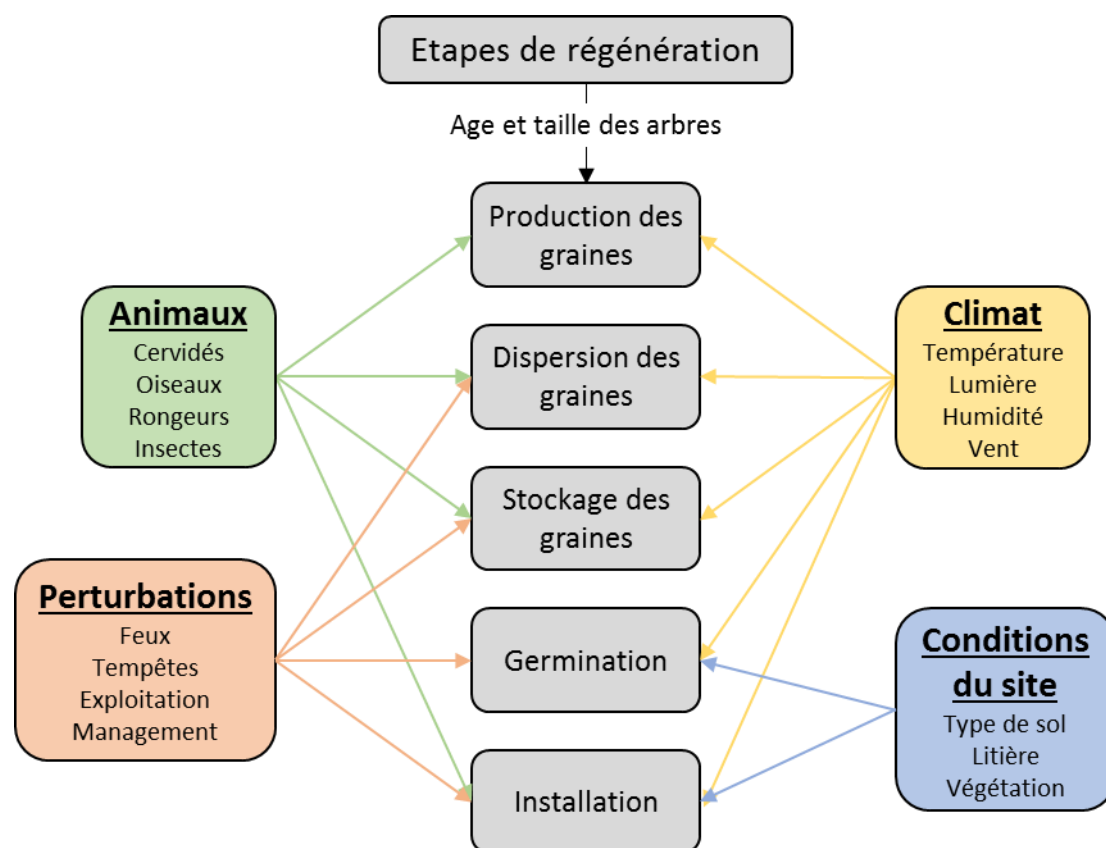 Etapes de régénération
Age et taille des arbres
Production des
graines
Animaux
Cervidés
Oiseaux
Rongeurs
Insectes
Dispersion des
graines
Climat
Température
Lumière
Humidité
Vent
Stockage des
graines
Perturbations
Feux
Tempêtes
Exploitation
Management
Germination
Conditions
du site
Type de sol
Litière
Végétation
Installation